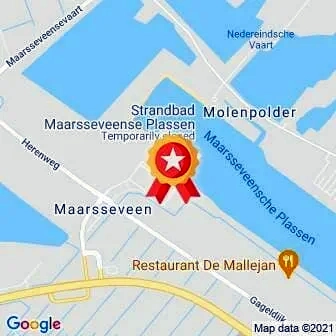 Maarsseveensevaart
Nedereindsche
Vaart
Strandbad
Maarsseveense Plassen
Temporarily closed
Molenpolder
Herenweg
Maarsseveensche Plassen
Maarsseveen
Restaurant De Mallejan
Gageldijk
Google
Map data ©2021